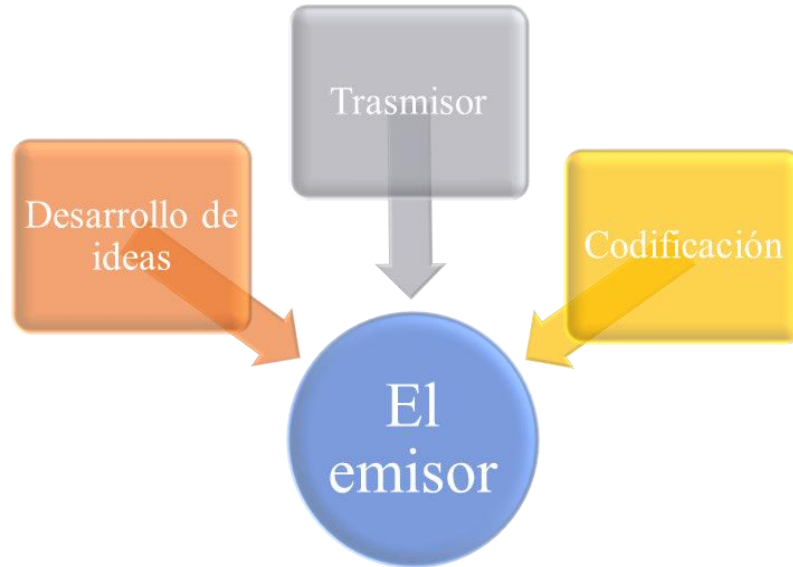 Trasmisor
Desarrollo de
ideas
Codificación
El
emisor